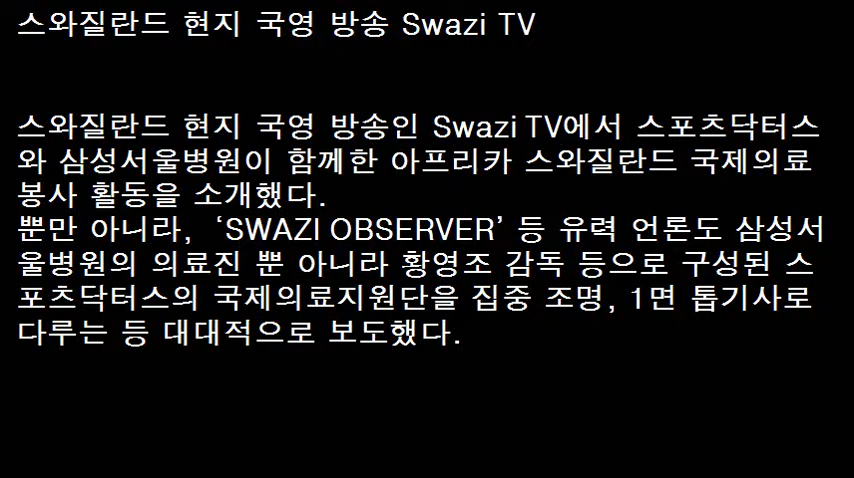 스와질란드 현지 국영 방송 Swazi TV
스와질란드 현지 국영 방송인 Swazi TV에서 스포츠닥터스
와 삼성서울병원이 함께한 아프리카 스와질란드 국제의료
봉사 활동을 소개했다.
뿐만 아니라, ‘SWAZI OBSERVER’ 등 유력 언론도 삼성서
울병원의 의료진 뿐 아니라 황영조 감독 등으로 구성된 스
포츠닥터스의 국제의료지원단을 집중 조명, 1면 톱기사로
다루는 등 대대적으로 보도했다.